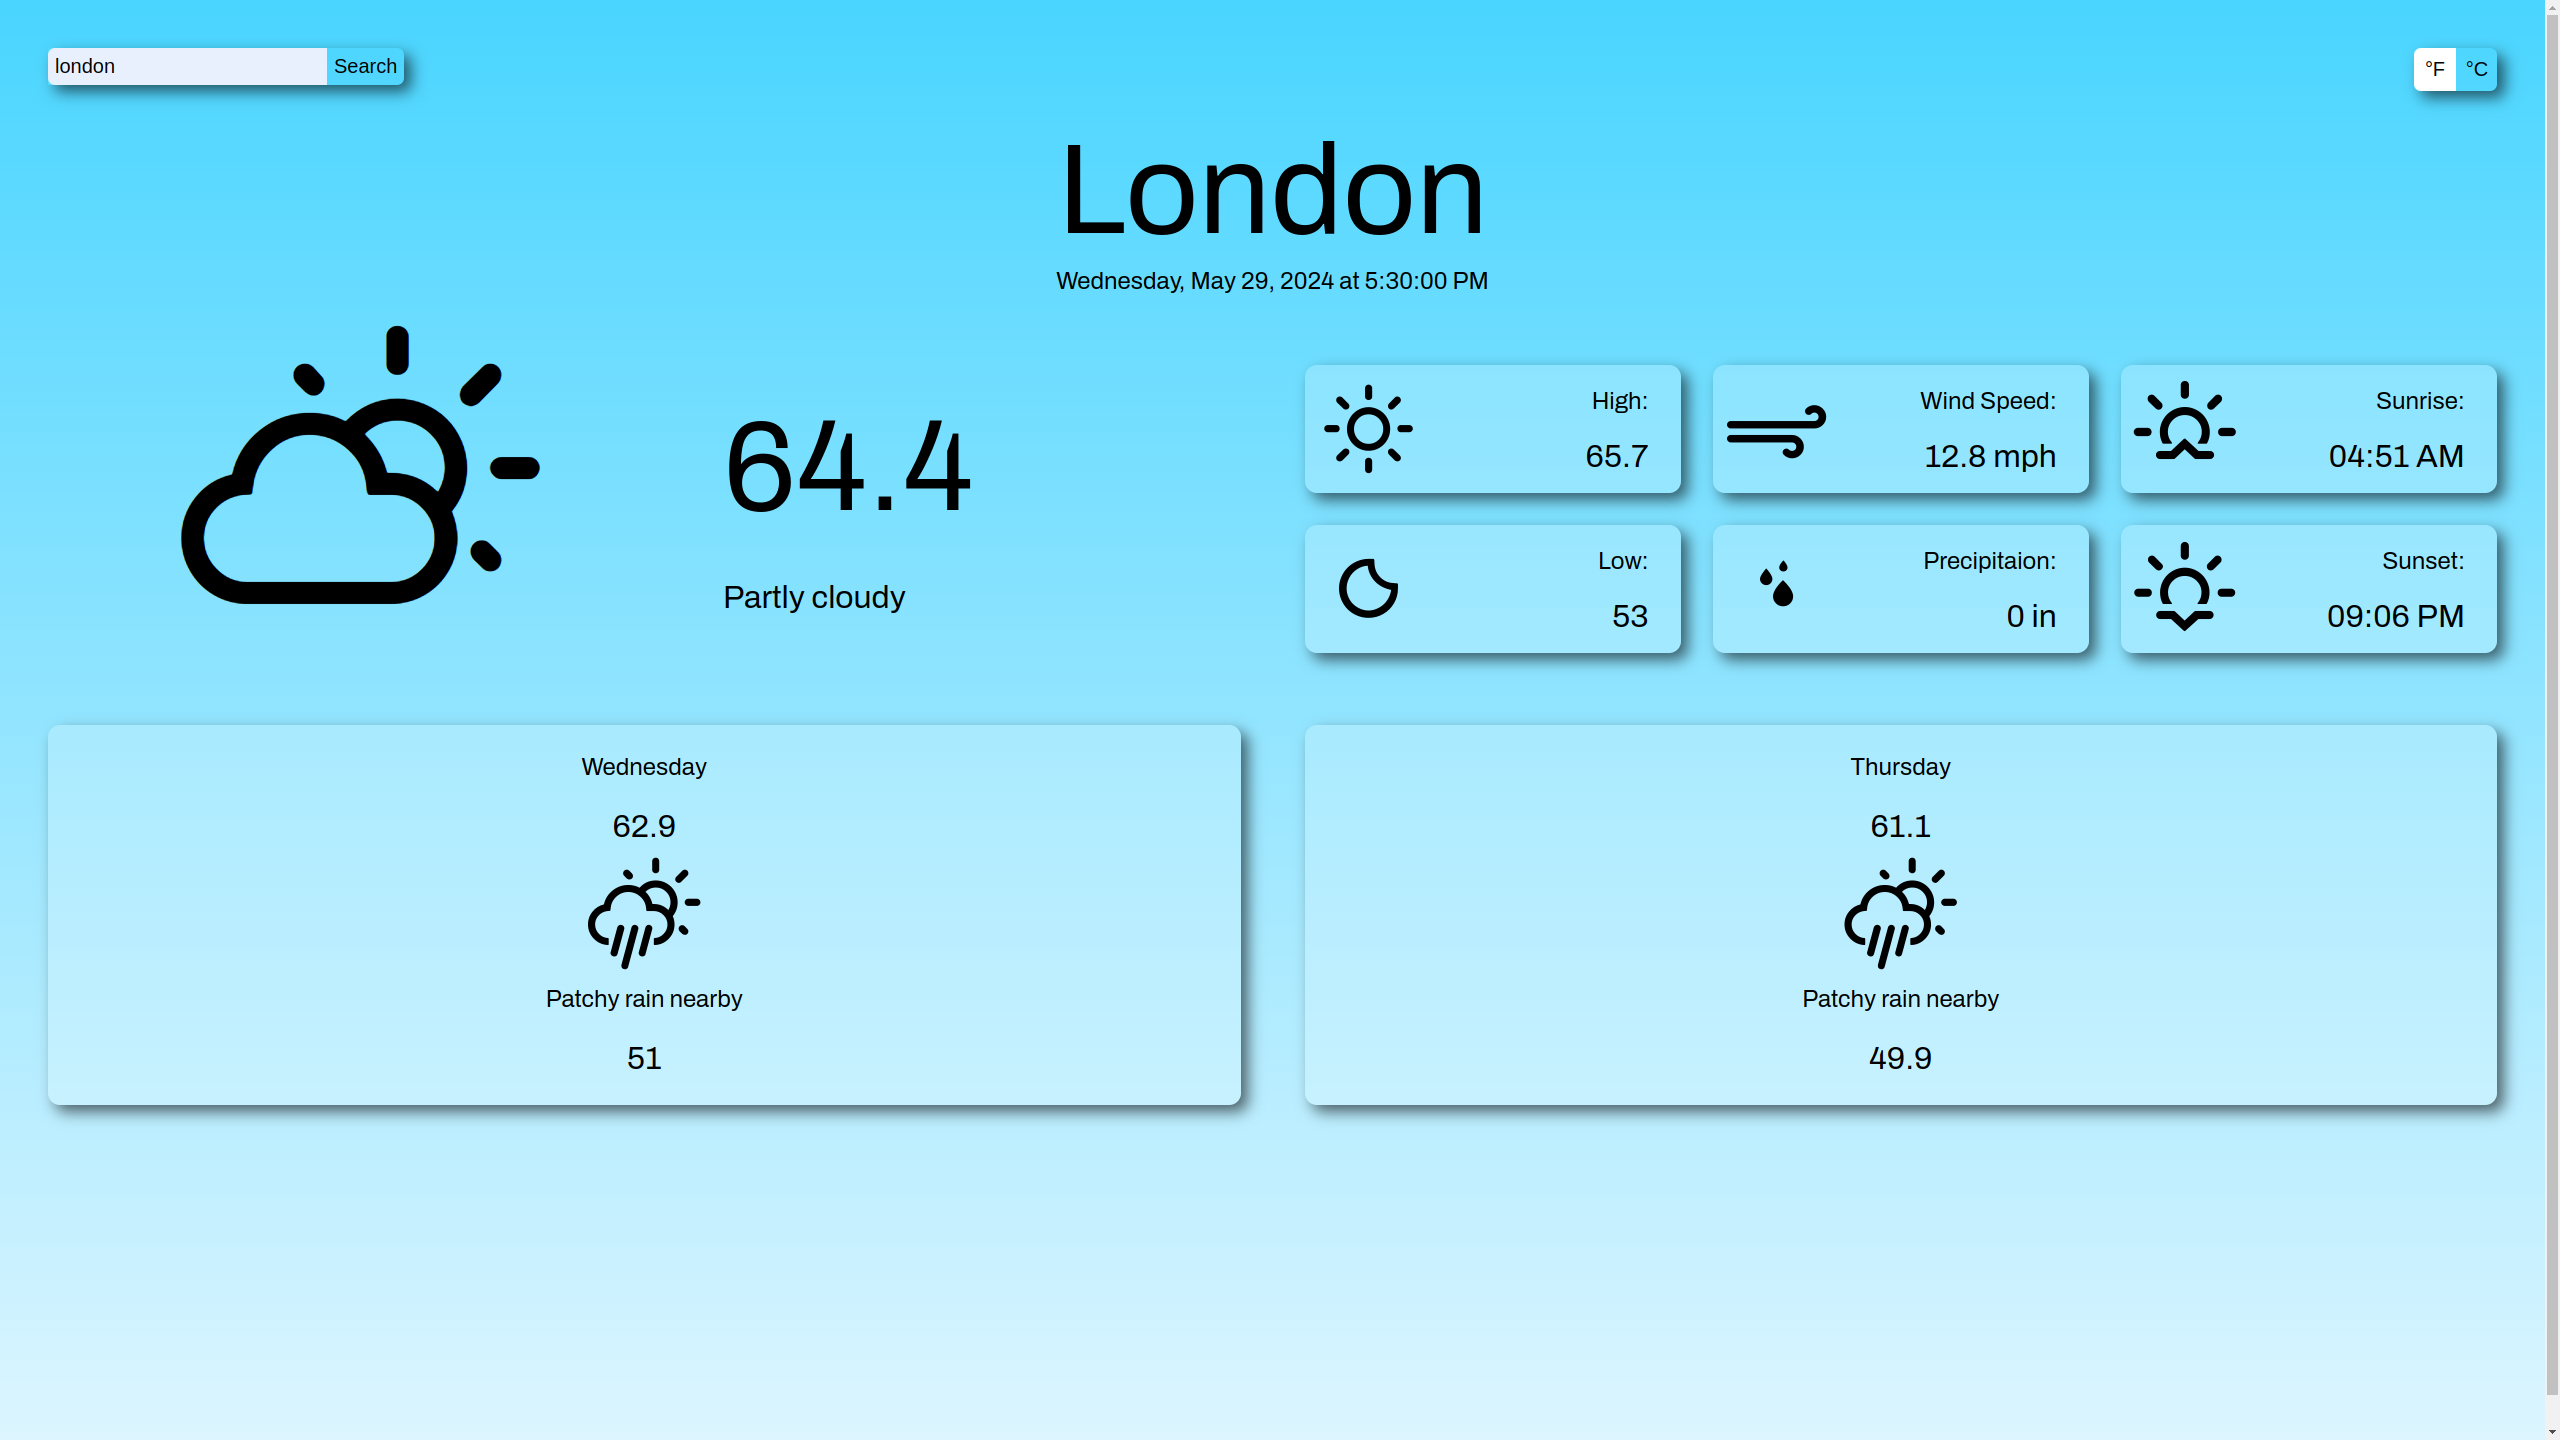 london
Search
°F °C
London
Wednesday, May 29, 2024 at 5:30:00 PM
64.4
Partly cloudy
High:
65.7
Wind Speed:
12.8 mph
Sunrise:
04:51 AM
Low:
53
Precipitaion:
0 in
Sunset:
09:06 PM
Wednesday
62.9
Patchy rain nearby
51
Thursday
61.1
Patchy rain nearby
49.9